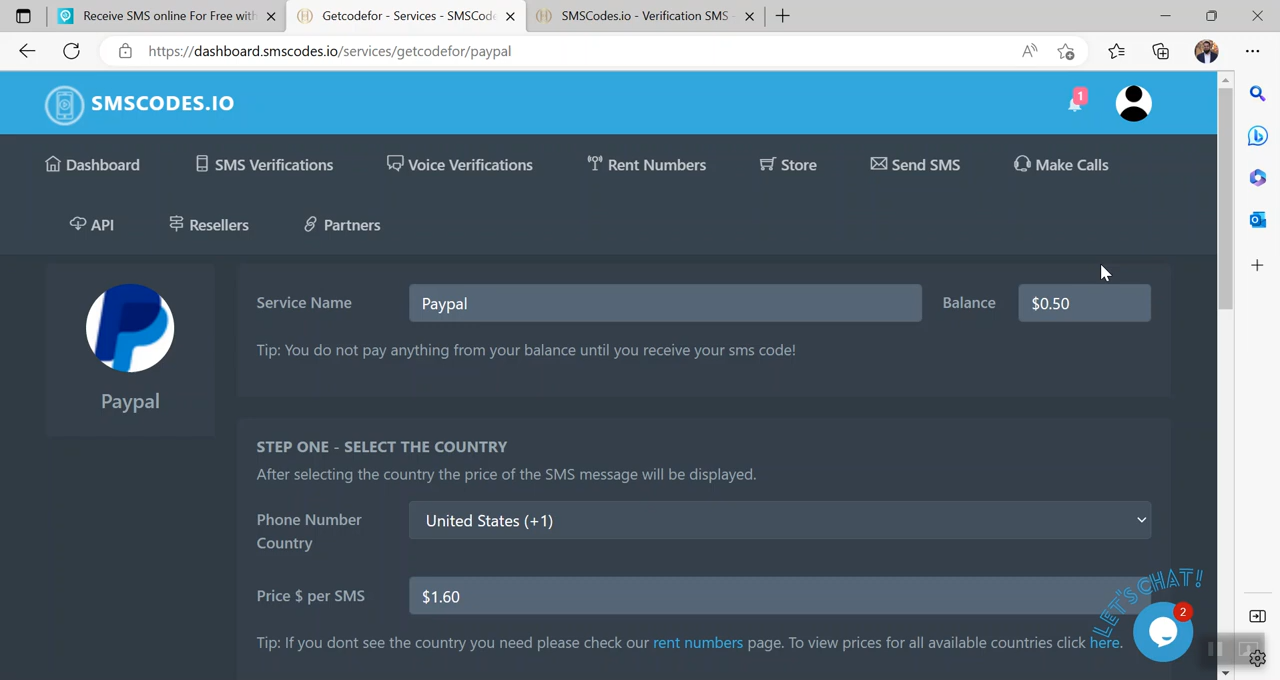 Receive SMS online For Free with
Getcodefor - Services - SMSCode
SMSCodes.io - Verification SMS -
https://dashboard.smscodes.io/services/getcodefor/paypal
SMSCODES.IO
1
Dashboard
SMS Verifications
Voice Verifications
Rent Numbers
Store
Send SMS
Make Calls
API
Resellers
Partners
Paypal
Service Name
Paypal
Balance
$0.50
Tip: You do not pay anything from your balance until you receive your sms code!
STEP ONE - SELECT THE COUNTRY
After selecting the country the price of the SMS message will be displayed.
Phone Number
Country
United States (+1)
Price $ per SMS
$1.60
Tip: If you dont see the country you need please check our rent numbers page. To view prices for all available countries click here.
LET'S CHAT!
2